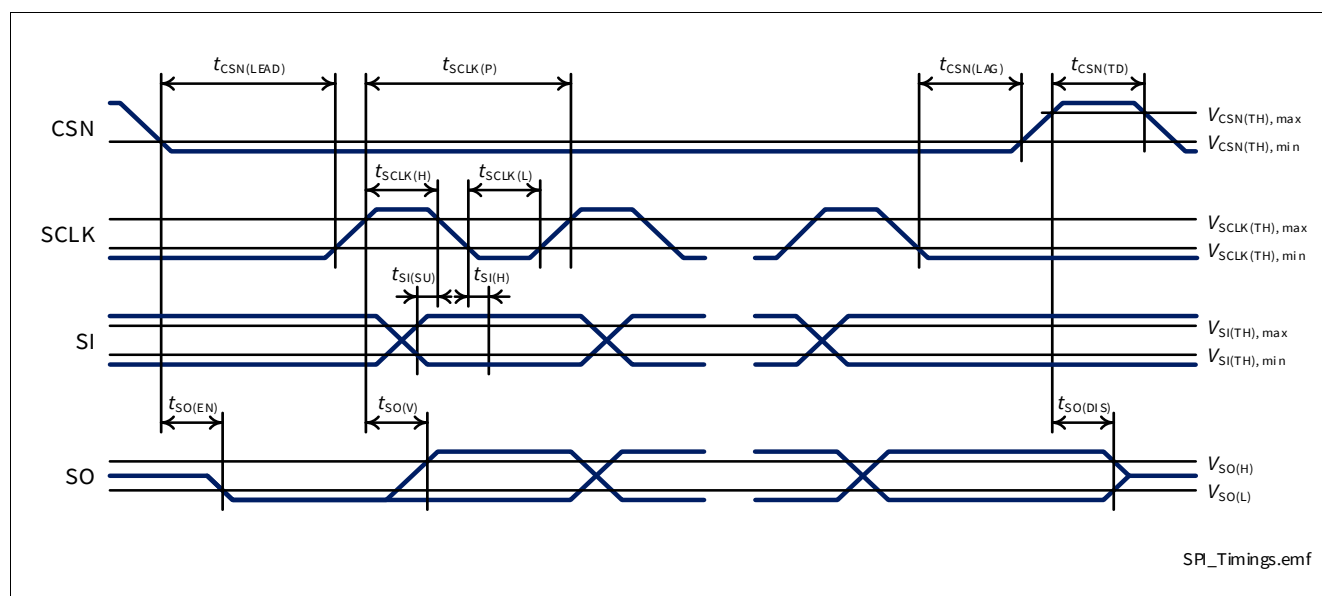 tCSN(LEAD) tSCLK(P) tCSN(LAG) tCSN(TD)
CSN VCSN(TH), max
VCSN(TH), min
tSCLK(H) tSCLK(L)
SCLK VSCLK(TH), max
VSCLK(TH), min
tSI(SU) tSI(H)
SI VSI(TH), max
VSI(TH), min
tSO(EN) tSO(V) tSO(DIS)
SO VSO(H)
VSO(L)
SPI_Timings.emf